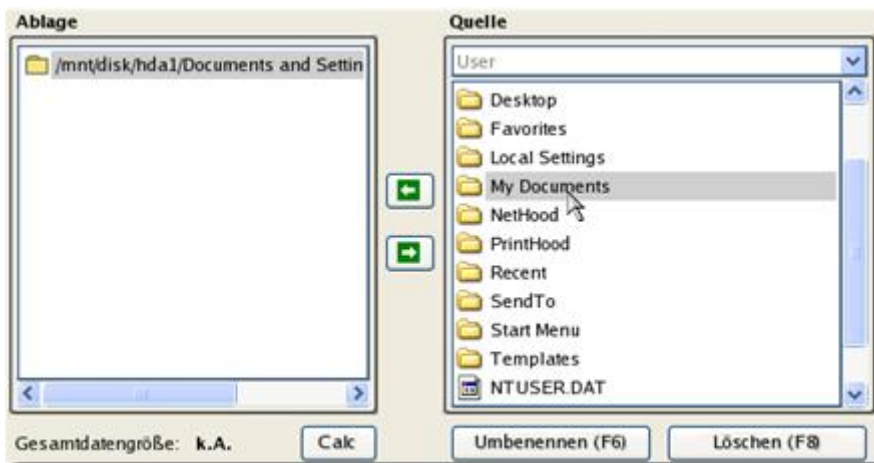 Ablage
/mnt/disk/hda1/Documents and Settin
Gesamtdatengröße: k.A.
Calc
Quelle
User
Desktop
Favorites
Local Settings
My Documents
NetHood
PrintHood
Recent
SendTo
Start Menu
Templates
NTUSER.DAT
Umbenennen (F6)
Löschen (F8)